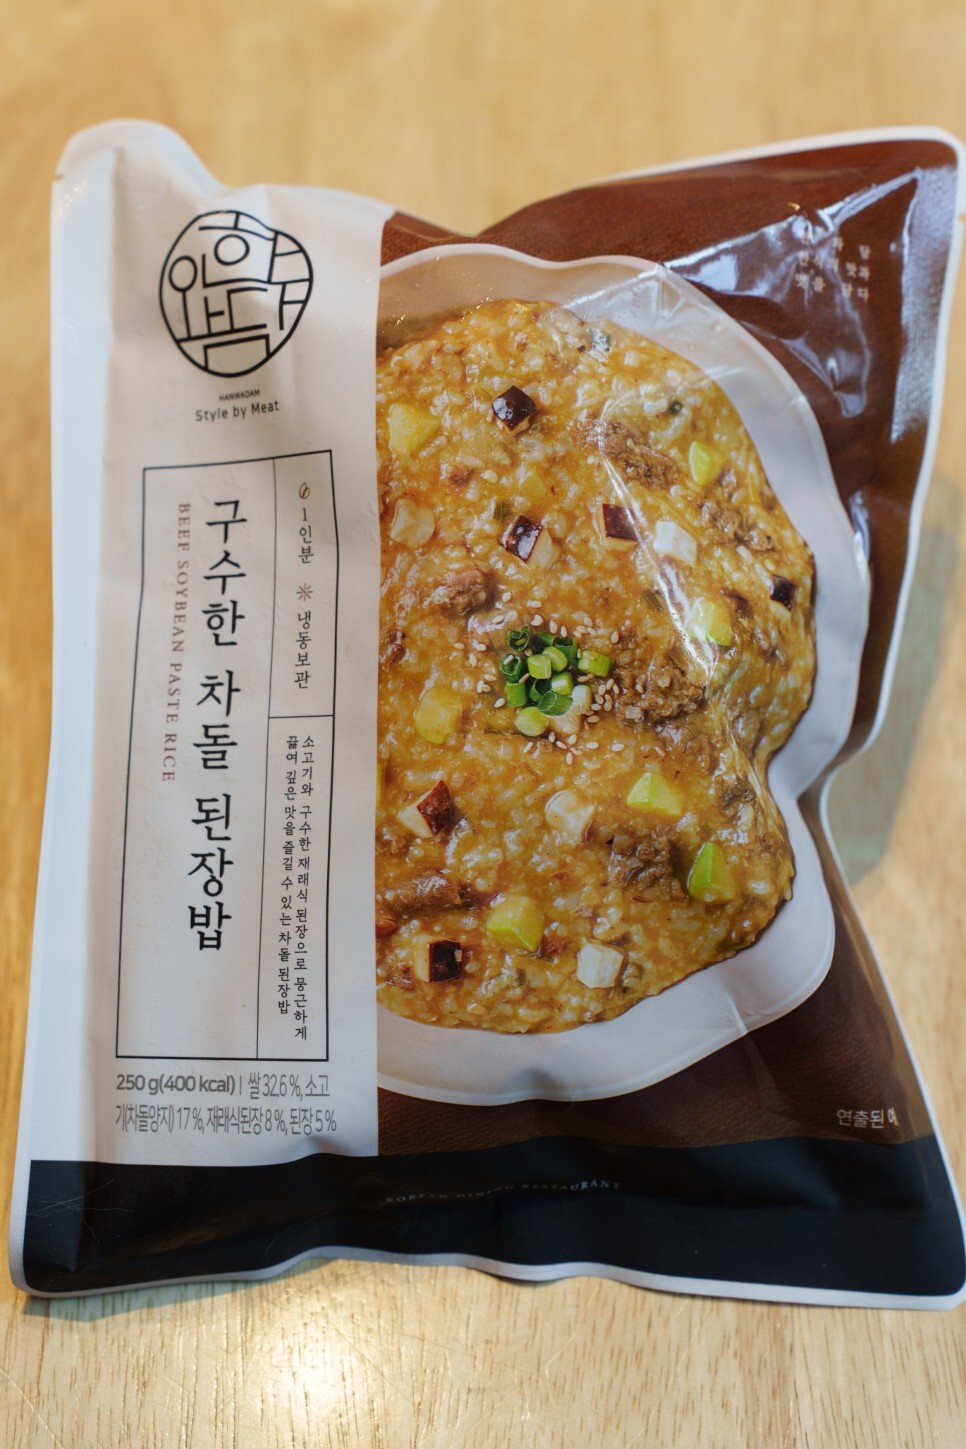 한와담
HANWADAM
Style by Meat
1인분 냉동보관
구수한 차돌 된장밥
BEEF SOYBEAN PASTE RICE
소고기와 구수한 재래식 된장으로 뭉근하게
끓여 깊은 맛을 즐길 수 있는 차돌된장밥
250 g(400 kcal) | 쌀 32.6 %, 소고
기(차돌양지) 17 %, 재래식된장 8 %, 된장 5 %
연출된
KOREAN DINING RESTAURANT